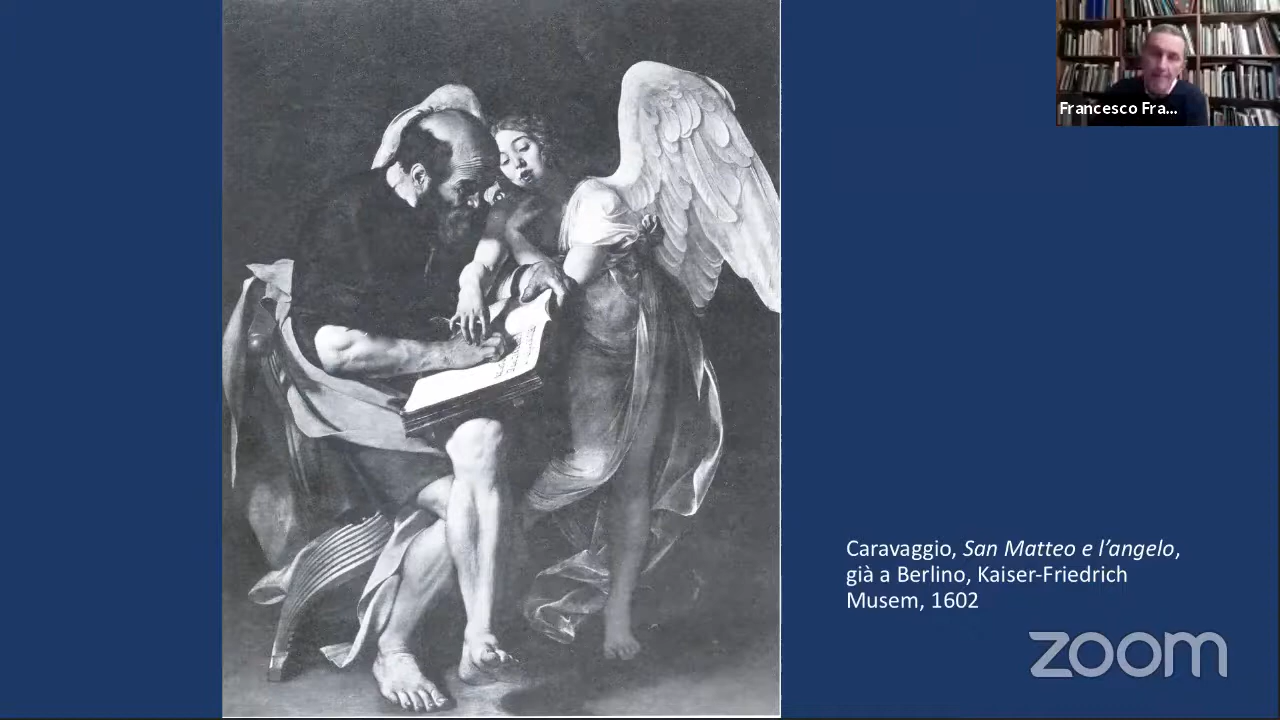 Francesco Fra...
Caravaggio, San Matteo e l’angelo,
già a Berlino, Kaiser-Friedrich
Musem, 1602
zoom